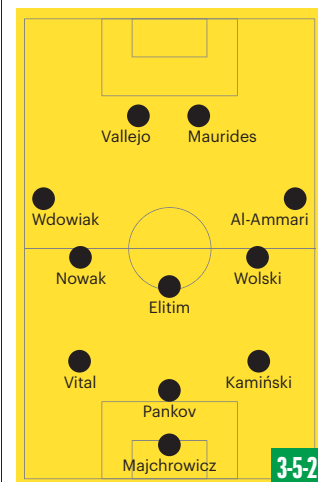 Vallejo Maurides
Wdowiak Al-Ammari
Nowak Wolski
Elitim
Vital Kamiński
Pankov
Majchrowicz
3-5-2